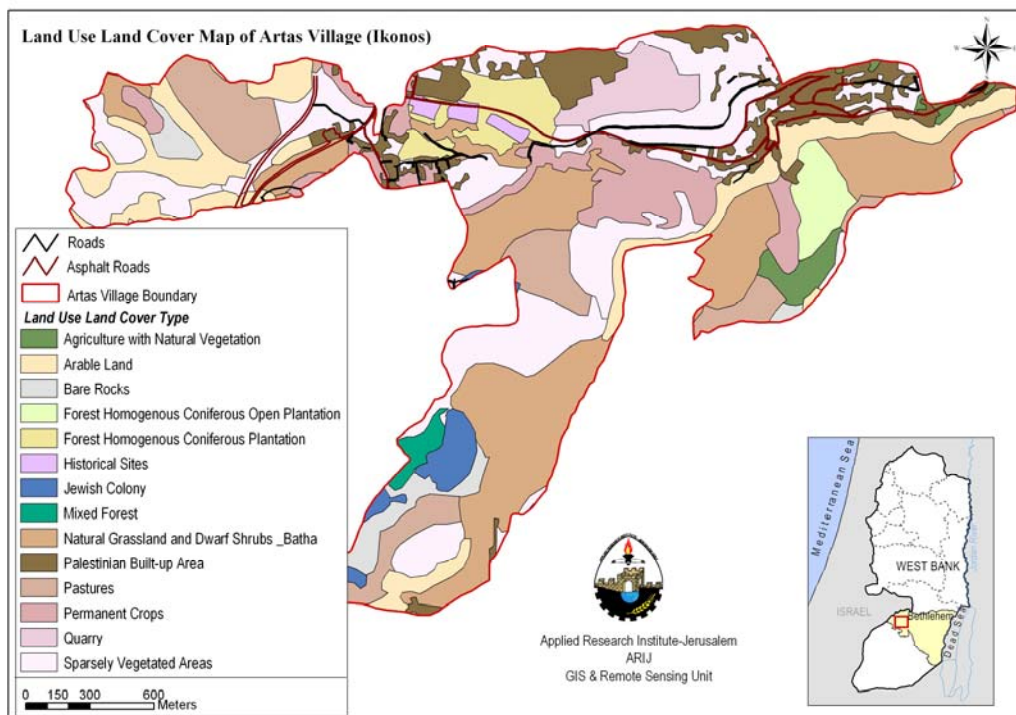 Land Use Land Cover Map of Artas Village (Ikonos)
N
W
E
S
Roads
Asphalt Roads
Artas Village Boundary
Land Use Land Cover Type
Agriculture with Natural Vegetation
Arable Land
Bare Rocks
Forest Homogenous Coniferous Open Plantation
Forest Homogenous Coniferous Plantation
Historical Sites
Jewish Colony
Mixed Forest
Natural Grassland and Dwarf Shrubs _Batha
Palestinian Built-up Area
Pastures
Permanent Crops
Quarry
Sparsely Vegetated Areas
0 150 300 600
Meters
Applied Research Institute-Jerusalem
ARIJ
GIS & Remote Sensing Unit
Mediterranean Sea
WEST BANK
ISRAEL
Bethlehem
Dead Sea